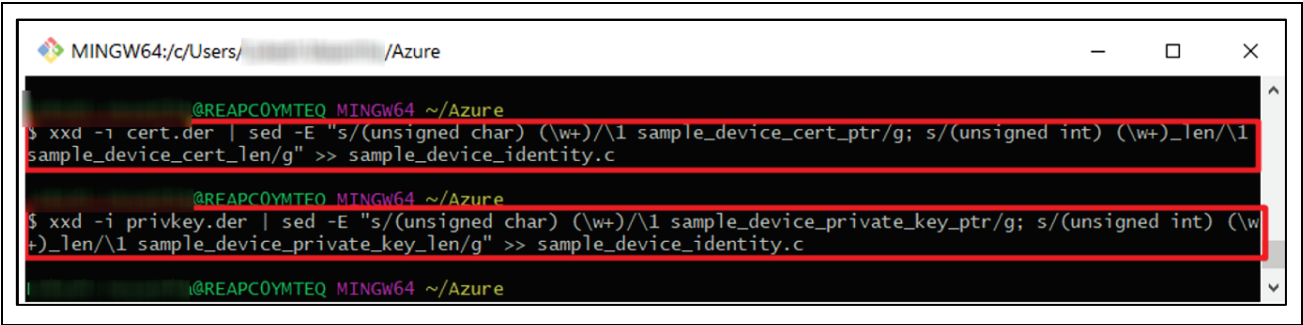 MINGW64:/c/Users/ /Azure
@REAPC0YMTEQ MINGW64 ~/Azure
$ xxd -i cert.der | sed -E "s/(unsigned char) (\w+)/\1 sample_device_cert_ptr/g; s/(unsigned int) (\w+)_len/\1
sample_device_cert_len/g" >> sample_device_identity.c
@REAPC0YMTEQ MINGW64 ~/Azure
$ xxd -i privkey.der | sed -E "s/(unsigned char) (\w+)/\1 sample_device_private_key_ptr/g; s/(unsigned int) (\w
+)_len/\1 sample_device_private_key_len/g" >> sample_device_identity.c
@REAPC0YMTEQ MINGW64 ~/Azure